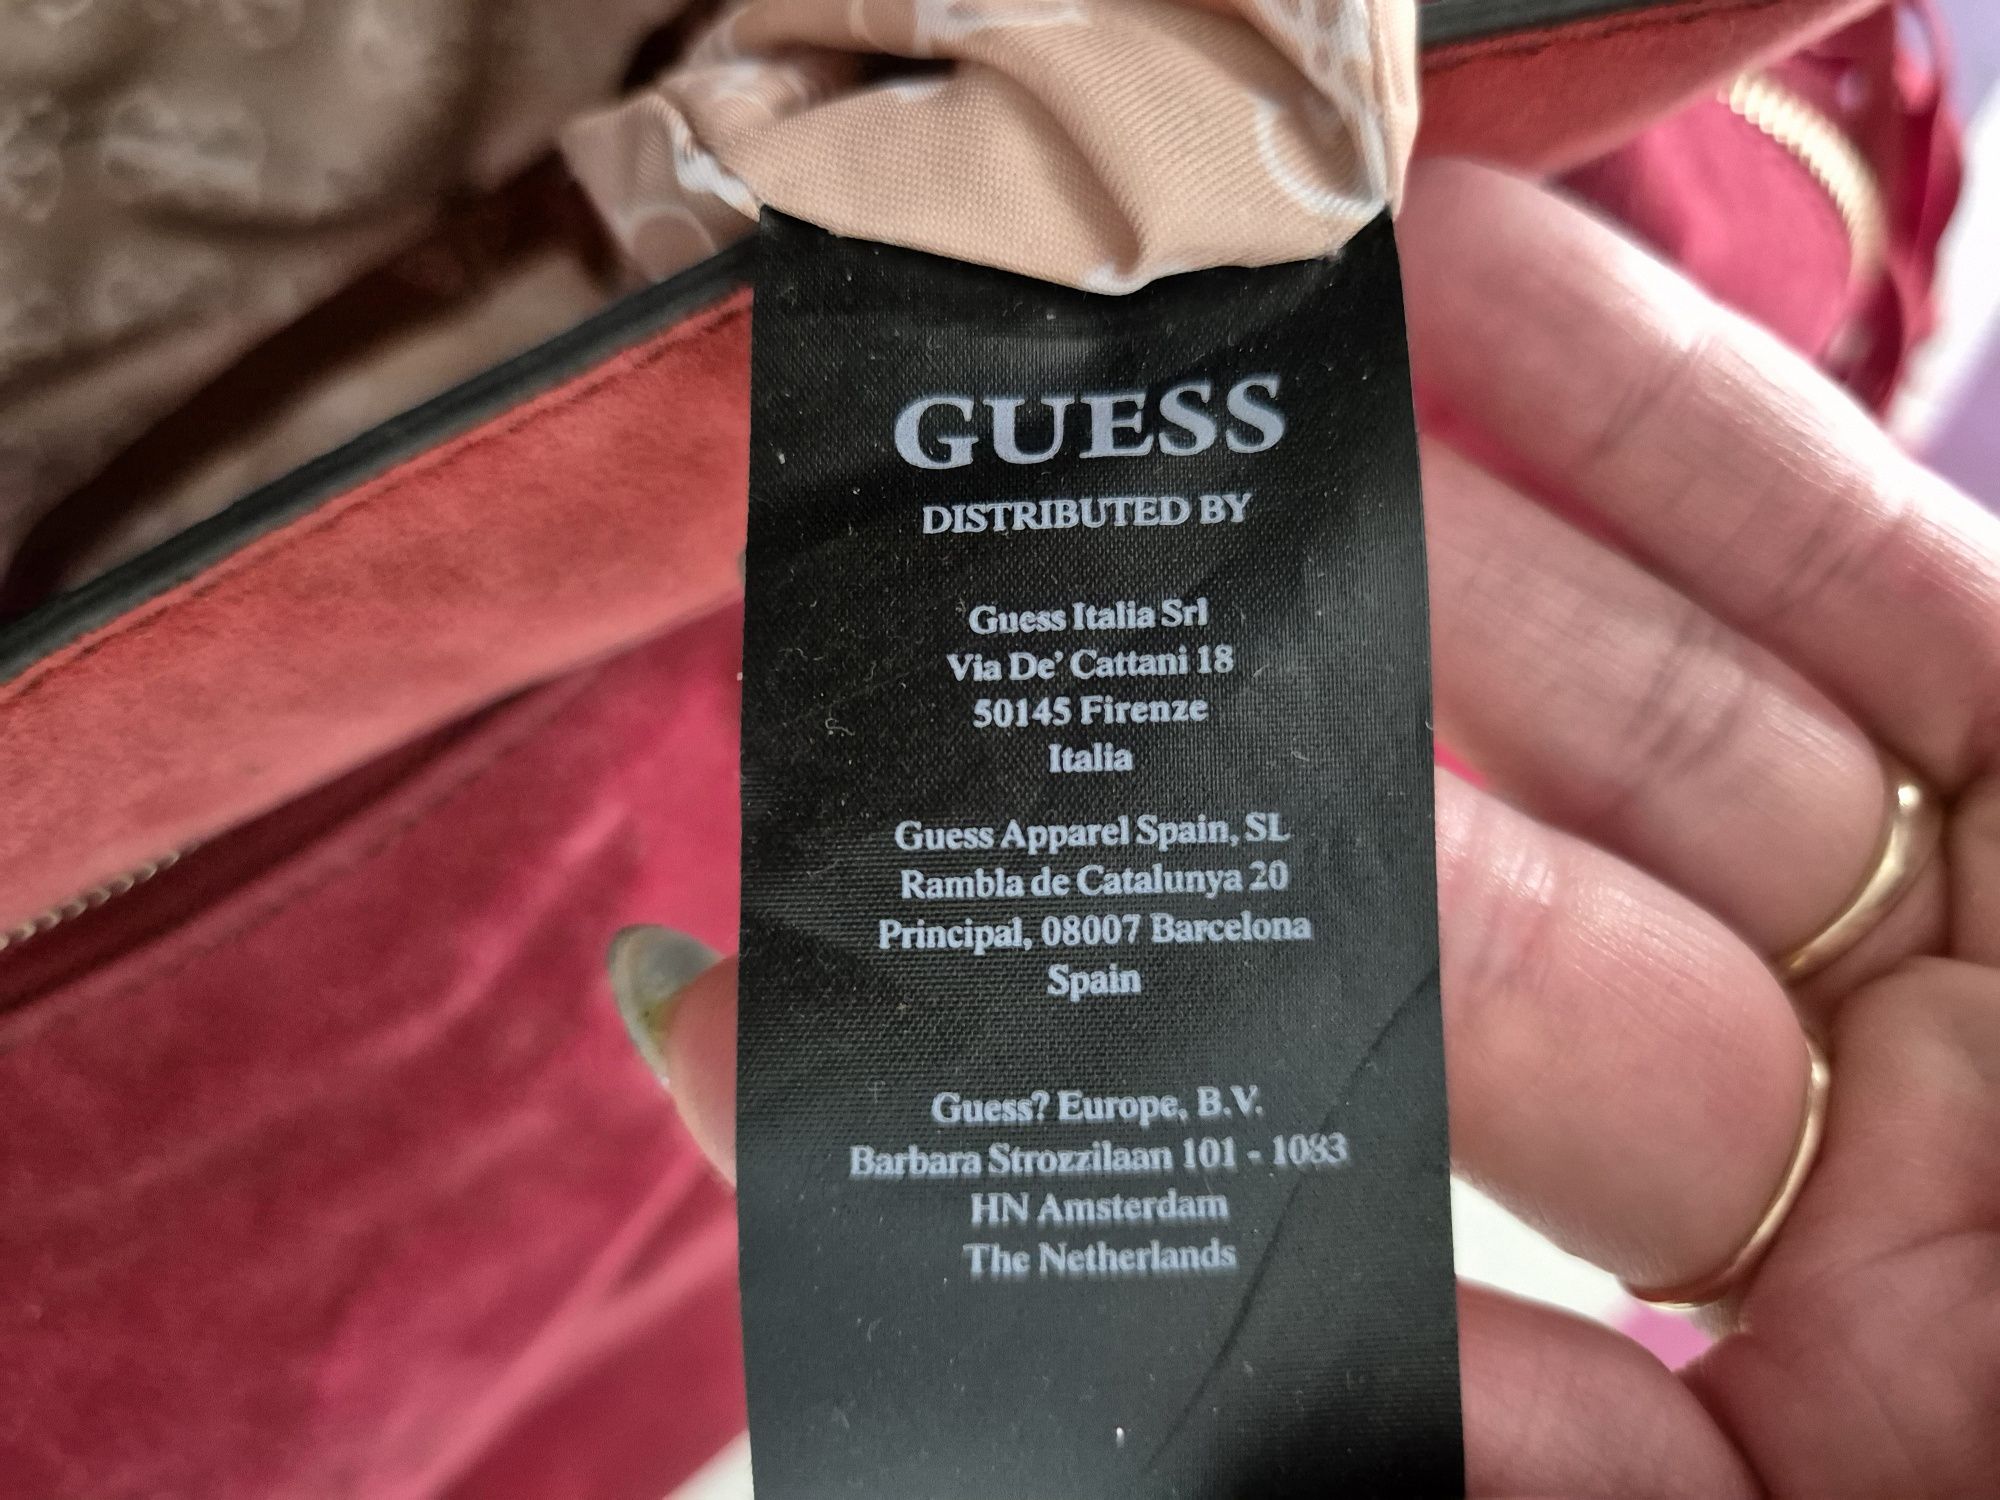 GUESS
DISTRIBUTED BY
Guess Italia Srl
Via De' Cattani 18
50145 Firenze
Italia
Guess Apparel Spain, SL
Rambla de Catalunya 20
Principal, 08007 Barcelona
Spain
Guess? Europe, B.V.
Barbara Strozzilaan 101 - 1083
HN Amsterdam
The Netherlands